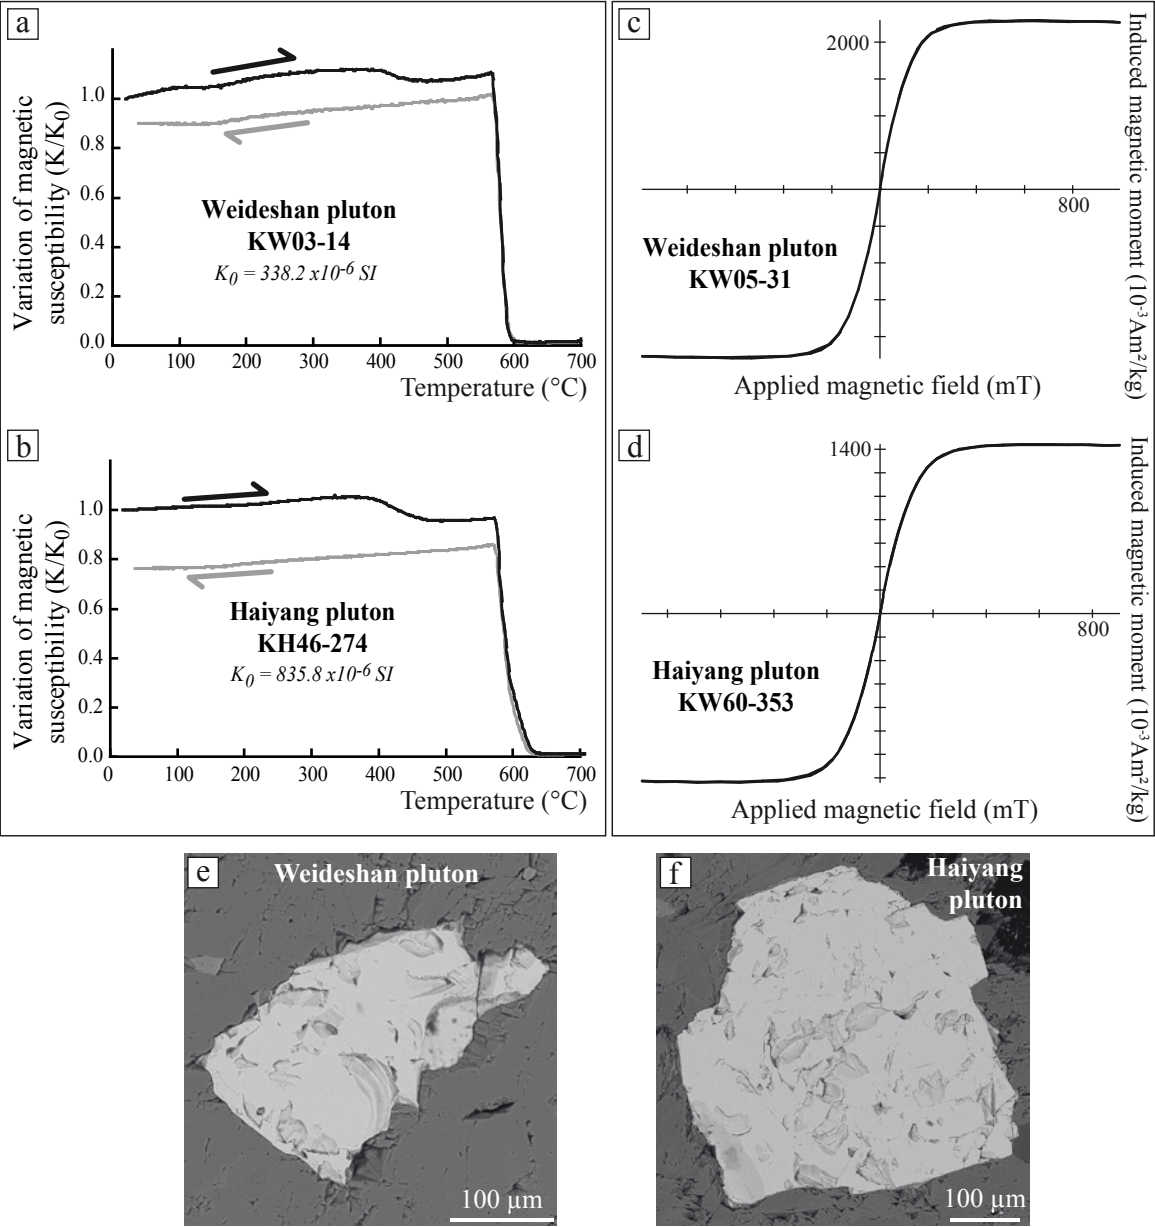 a
Variation of magnetic
susceptibility (K/K0)
1.0
0.8
0.6
0.4
0.2
0.0
Weideshan pluton
KW03-14
K0 = 338.2 x10-6 SI
0 100 200 300 400 500 600 700
Temperature (°C)
b
Variation of magnetic
susceptibility (K/K0)
1.0
0.8
0.6
0.4
0.2
0.0
Haiyang pluton
KH46-274
K0 = 835.8 x10-6 SI
0 100 200 300 400 500 600 700
Temperature (°C)
c
2000
800
Weideshan pluton
KW05-31
Applied magnetic field (mT)
Induced magnetic moment (10-3Am²/kg)
d
1400
800
Haiyang pluton
KW60-353
Applied magnetic field (mT)
Induced magnetic moment (10-3Am²/kg)
e
Weideshan pluton
100 µm
f
Haiyang
pluton
100 µm